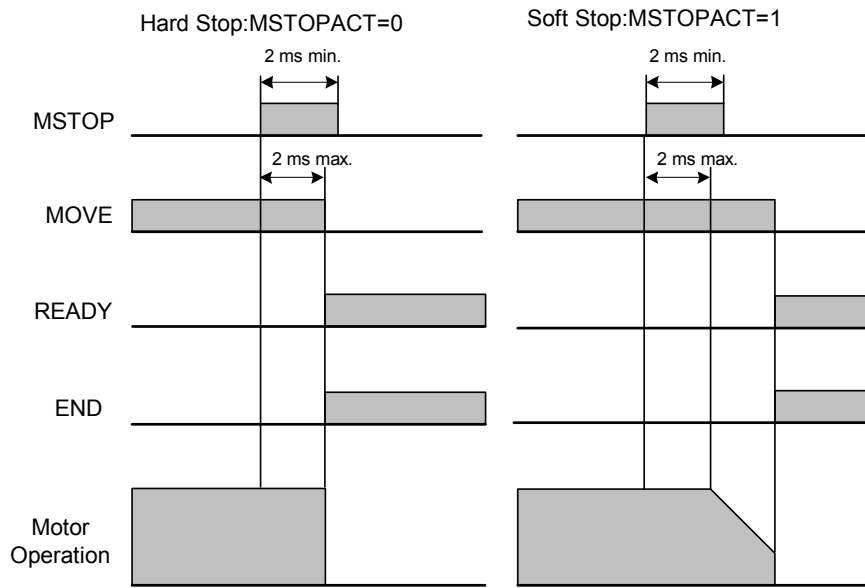 Hard Stop:MSTOPACT=0
Soft Stop:MSTOPACT=1
2 ms min.
2 ms min.
MSTOP
2 ms max.
2 ms max.
MOVE
READY
END
Motor
Operation